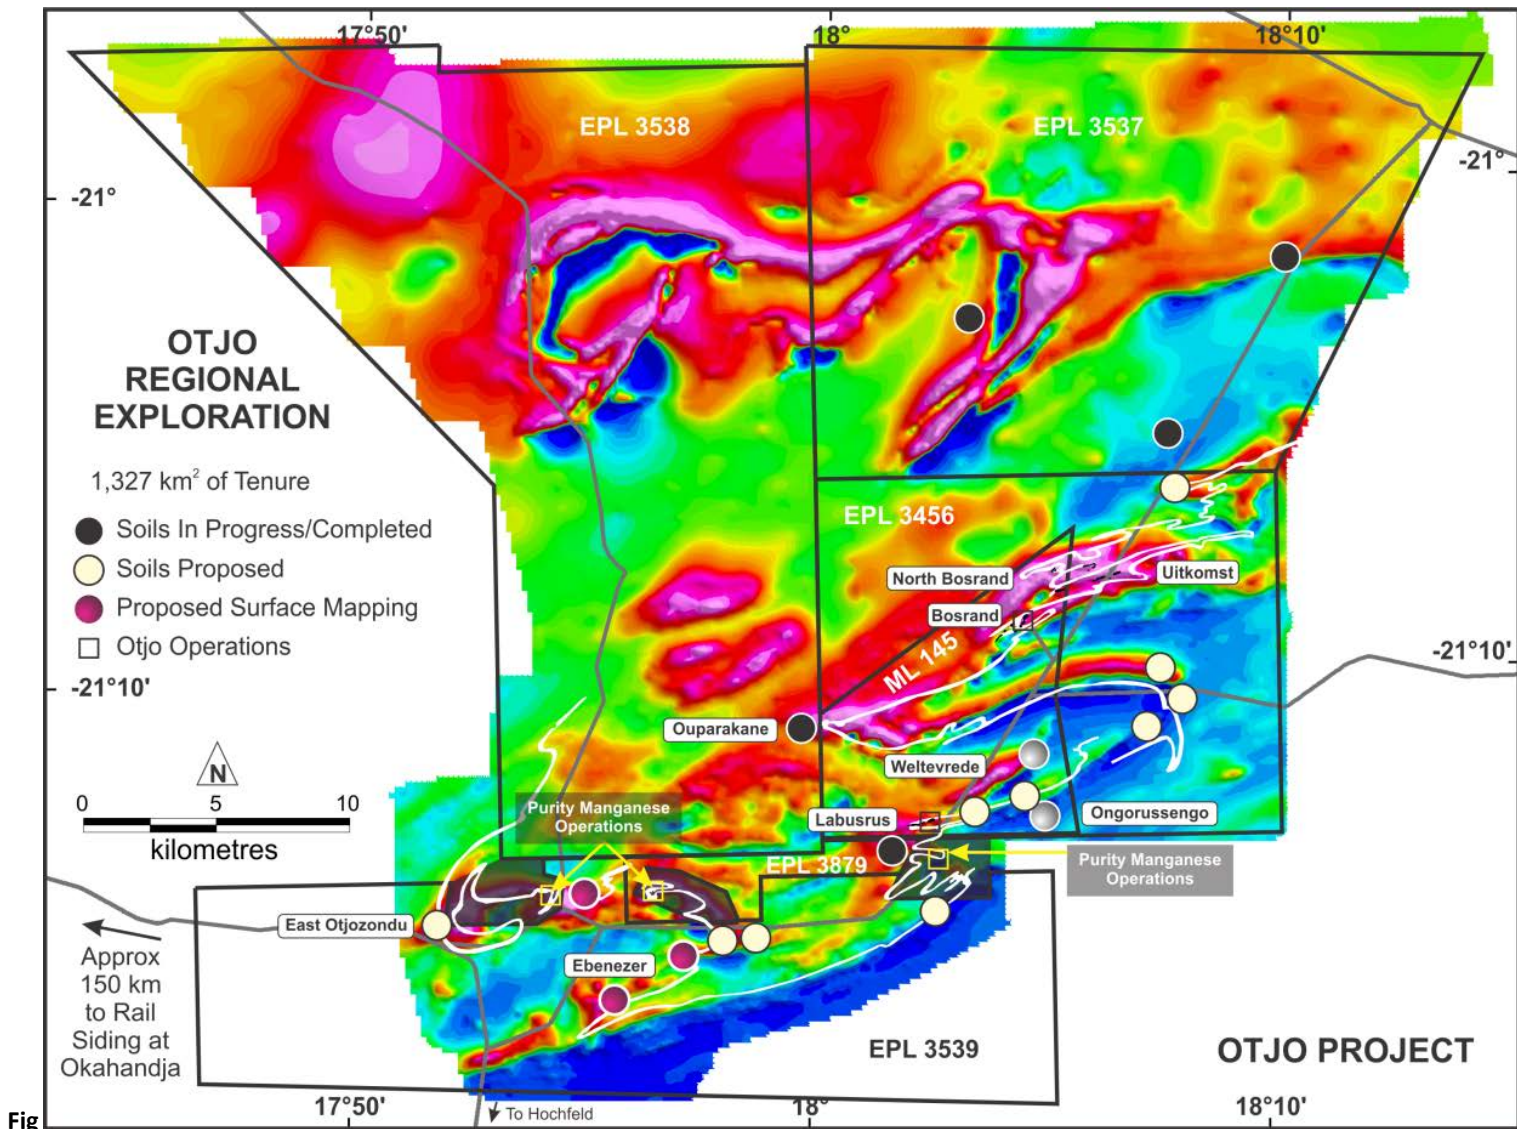 17°50'
18°
18°10'
EPL 3538
EPL 3537
-21°
-21°
OTJO
REGIONAL
EXPLORATION
1,327 km² of Tenure
Soils In Progress/Completed
Soils Proposed
Proposed Surface Mapping
Otjo Operations
EPL 3456
North Bosrand
Uitkomst
Bosrand
ML 145
-21°10'
-21°10'
Ouparakane
N
Weltevrede
0 5 10
kilometres
Purity Manganese
Operations
Labusrus
Ongorussengo
EPL 3879
Purity Manganese
Operations
East Otjozondu
Ebenezer
Approx
150 km
to Rail
Siding at
Okahandja
EPL 3539
OTJO PROJECT
17°50'
18°
18°10'
To Hochfeld
Fig